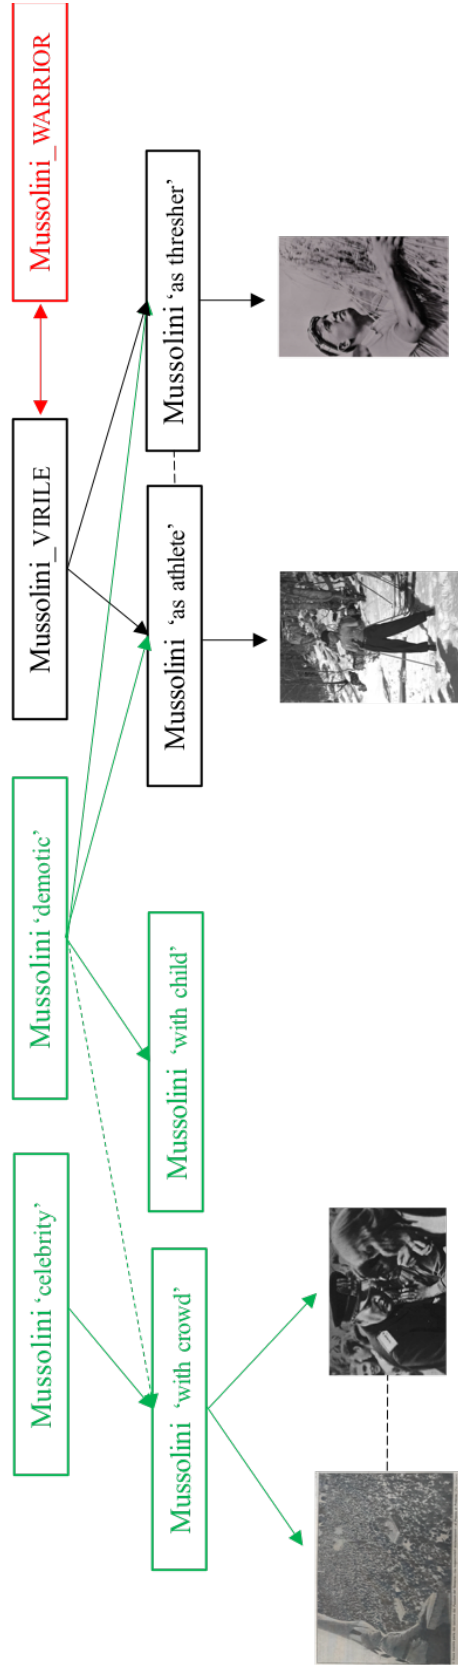 Mussolini ‘celebrity’
Mussolini ‘demotic’
Mussolini_VIRILE
Mussolini_WARRIOR
Mussolini ‘with crowd’
Mussolini ‘with child’
Mussolini ‘as athlete’
Mussolini ‘as thresher’